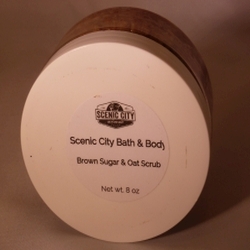 SCENIC CITY
Scenic City Bath & Body
Brown Sugar & Oat Scrub
Net wt. 8 oz